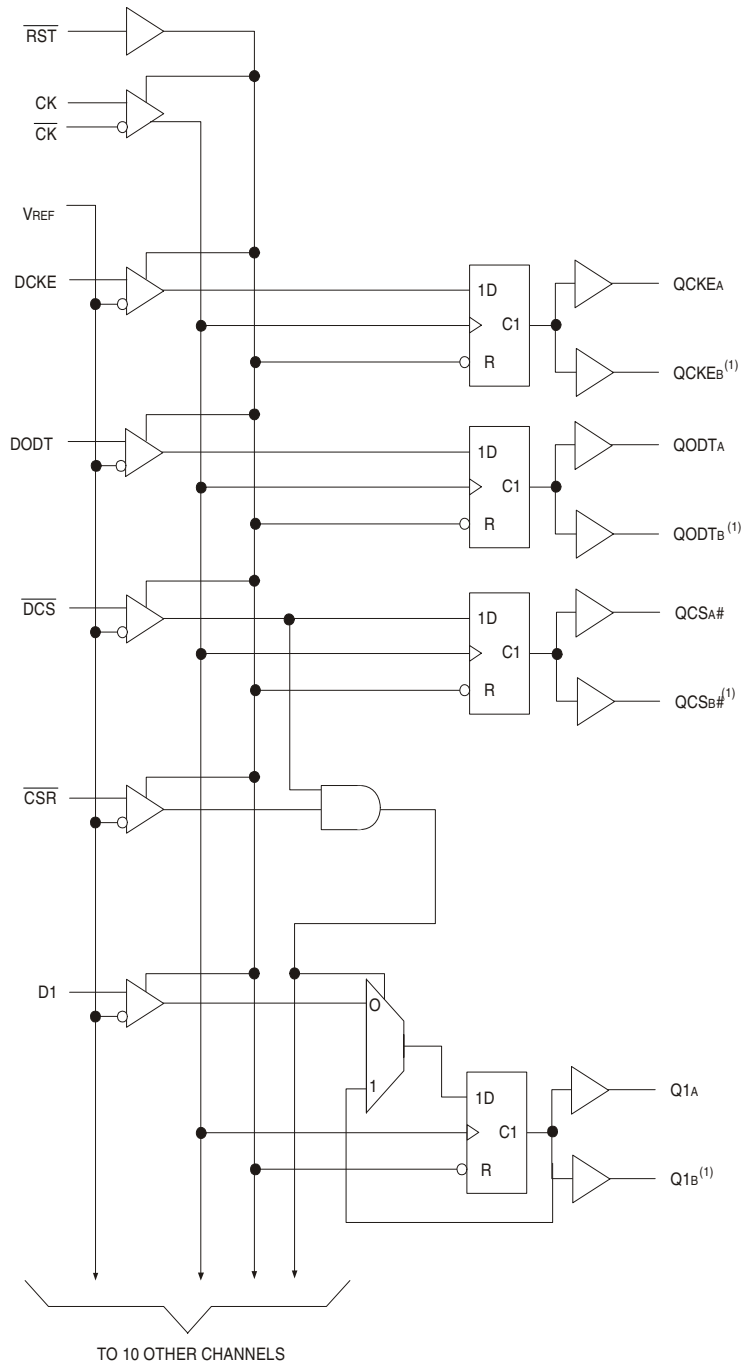 RST
CK
CK
VREF
DCKE
1D
C1
R
QCKEA
QCKEB(1)
DODT
1D
C1
R
QODTA
QODTB(1)
DCS
1D
C1
R
QCSA#
QCSB#(1)
CSR
D1
O
1
1D
C1
R
Q1A
Q1B(1)
TO 10 OTHER CHANNELS